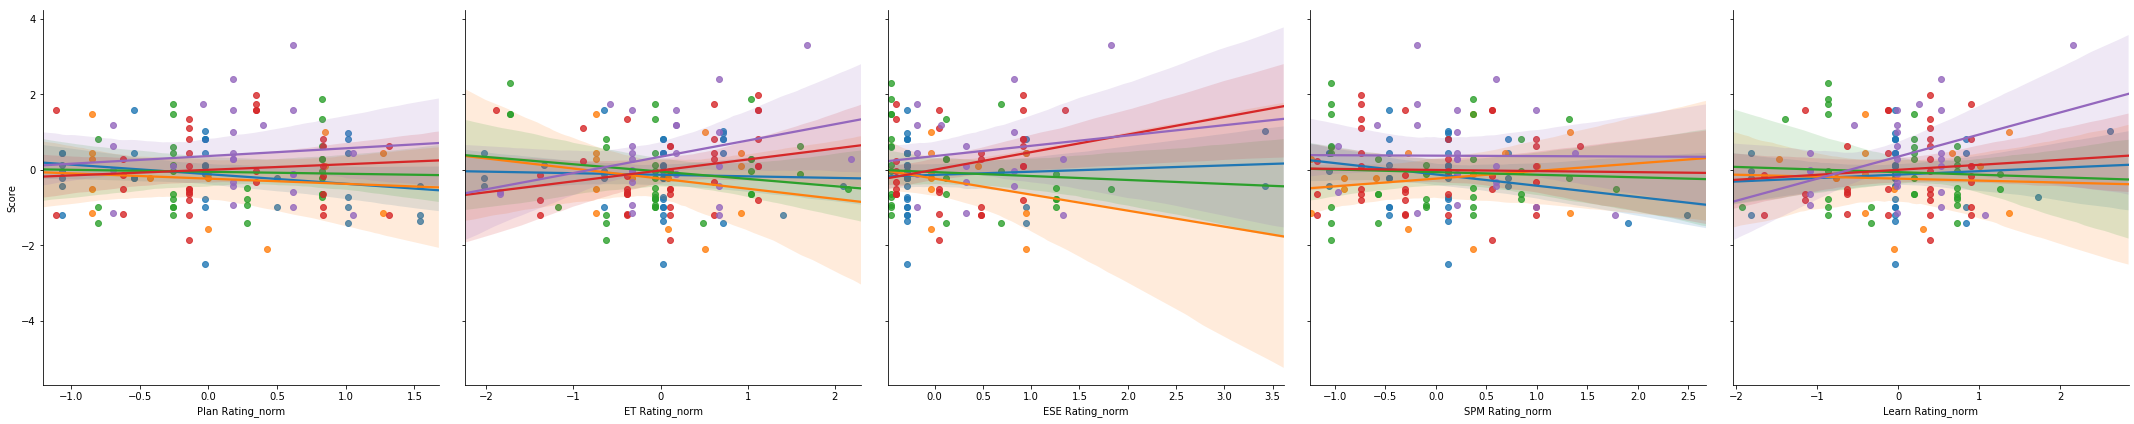 Score
4
2
0
−2
−4
−1.0 −0.5 0.0 0.5 1.0 1.5
Plan Rating_norm
−2 −1 0 1 2
ET Rating_norm
0.0 0.5 1.0 1.5 2.0 2.5 3.0 3.5
ESE Rating_norm
−1.0 −0.5 0.0 0.5 1.0 1.5 2.0 2.5
SPM Rating_norm
−2 −1 0 1 2
Learn Rating_norm